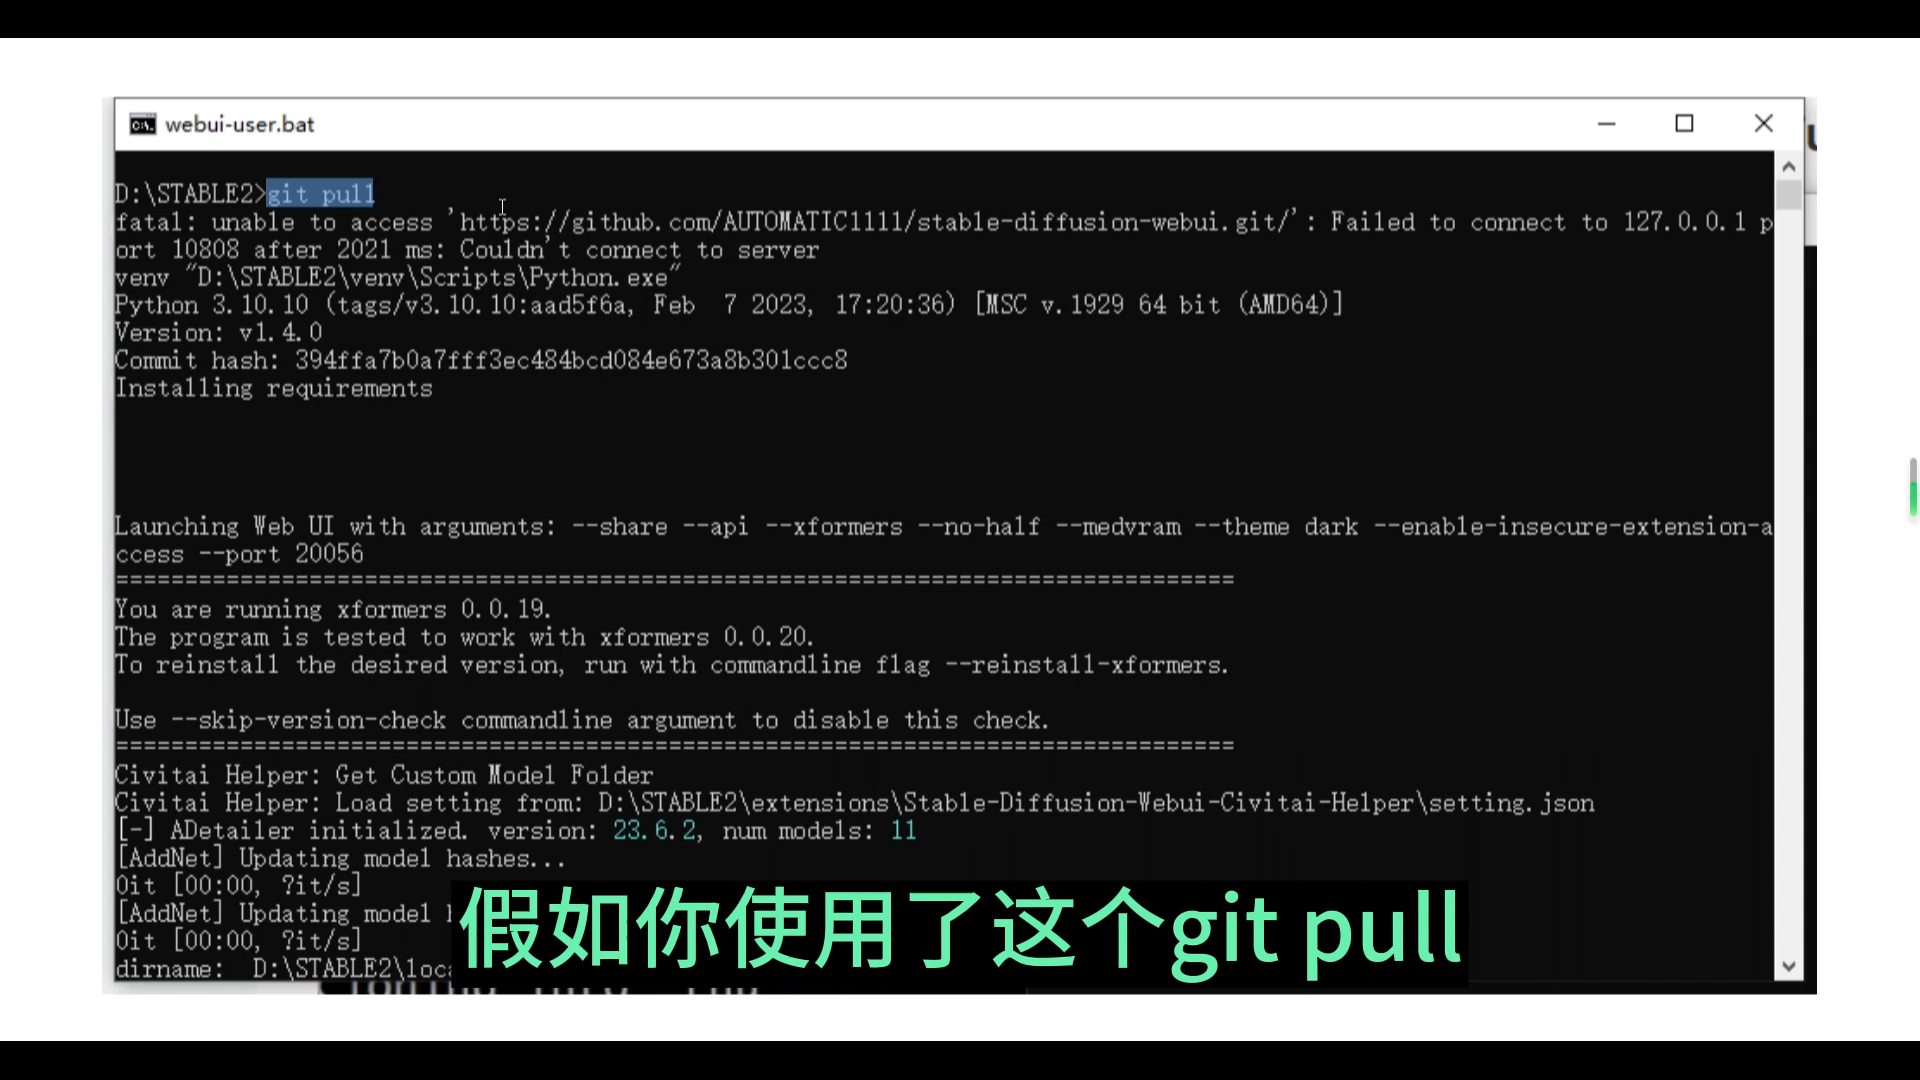 webui-user.bat
D:\STABLE2>git pull
fatal: unable to access 'https://github.com/AUTOMATIC1111/stable-diffusion-webui.git/': Failed to connect to 127.0.0.1 p
ort 10808 after 2021 ms: Couldn't connect to server
venv "D:\STABLE2\venv\Scripts\Python.exe"
Python 3.10.10 (tags/v3.10.10:aad5f6a, Feb  7 2023, 17:20:36) [MSC v.1929 64 bit (AMD64)]
Version: v1.4.0
Commit hash: 394ffa7b0a7fff3ec484bcd084e673a8b301ccc8
Installing requirements
Launching Web UI with arguments: --share --api --xformers --no-half --medvram --theme dark --enable-insecure-extension-a
ccess --port 20056
=================================================================================
You are running xformers 0.0.19.
The program is tested to work with xformers 0.0.20.
To reinstall the desired version, run with commandline flag --reinstall-xformers.
Use --skip-version-check commandline argument to disable this check.
=================================================================================
Civitai Helper: Get Custom Model Folder
Civitai Helper: Load setting from: D:\STABLE2\extensions\Stable-Diffusion-Webui-Civitai-Helper\setting.json
[-] ADetailer initialized. version: 23.6.2, num models: 11
[AddNet] Updating model hashes...
0it [00:00, ?it/s]
[AddNet] Updating model
0it [00:00, ?it/s]
dirname:  D:\STABLE2\loc
假如你使用了这个git pull